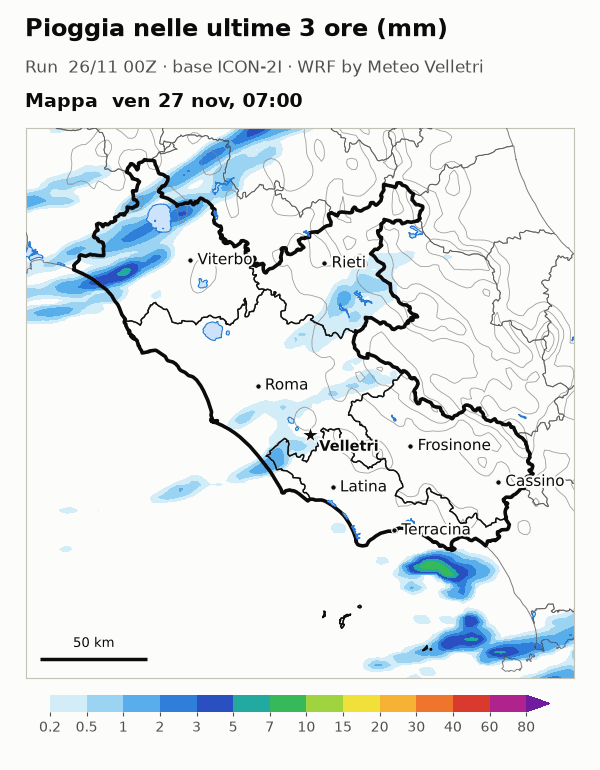 Pioggia nelle ultime 3 ore (mm)
Run  26/11 00Z · base ICON-2I · WRF by Meteo Velletri
Mappa  ven 27 nov, 07:00
Viterbo
Rieti
Roma
Velletri
Frosinone
Cassino
Latina
Terracina
50 km
0.2 0.5 1 2 3 5 7 10 15 20 30 40 60 80